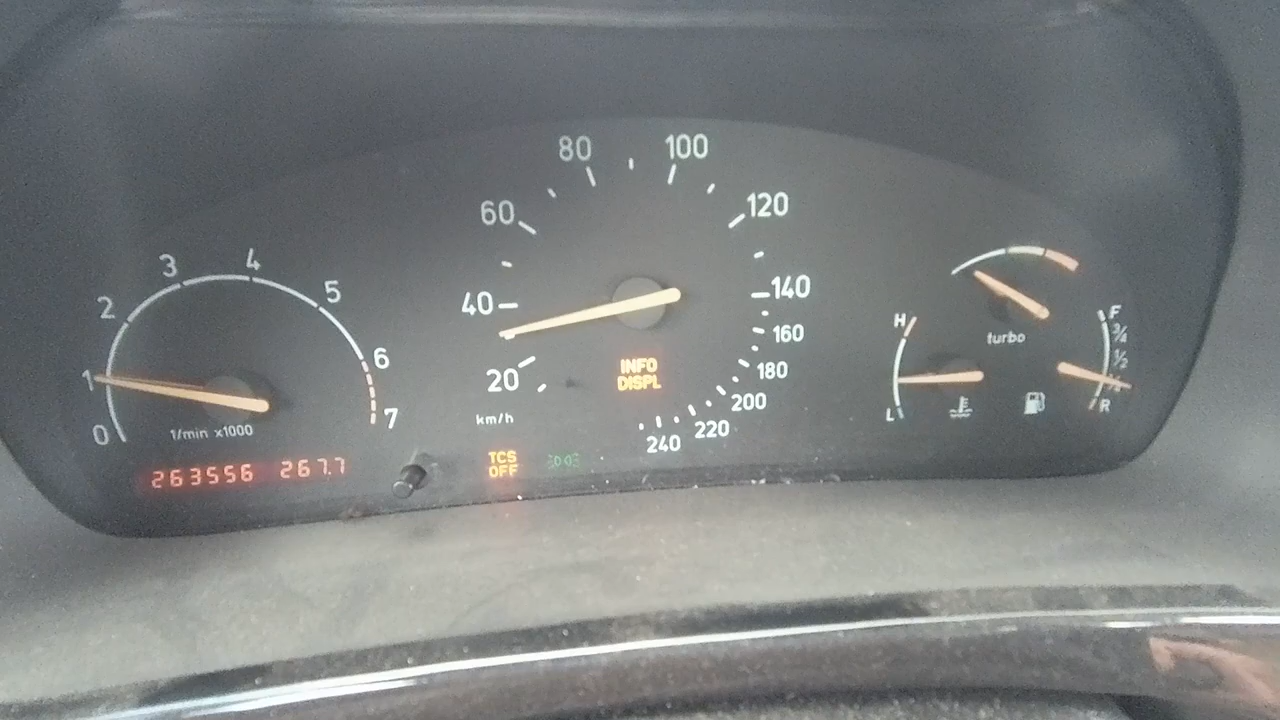 80 100
60 120
40 140
160
20 180
200
220
240
km/h
INFO
DISPL
4
3 5
2
6
1
0 7
1/min x1000
263556 267.7
TCS
OFF
turbo
H
L
F
3/4
1/2
R